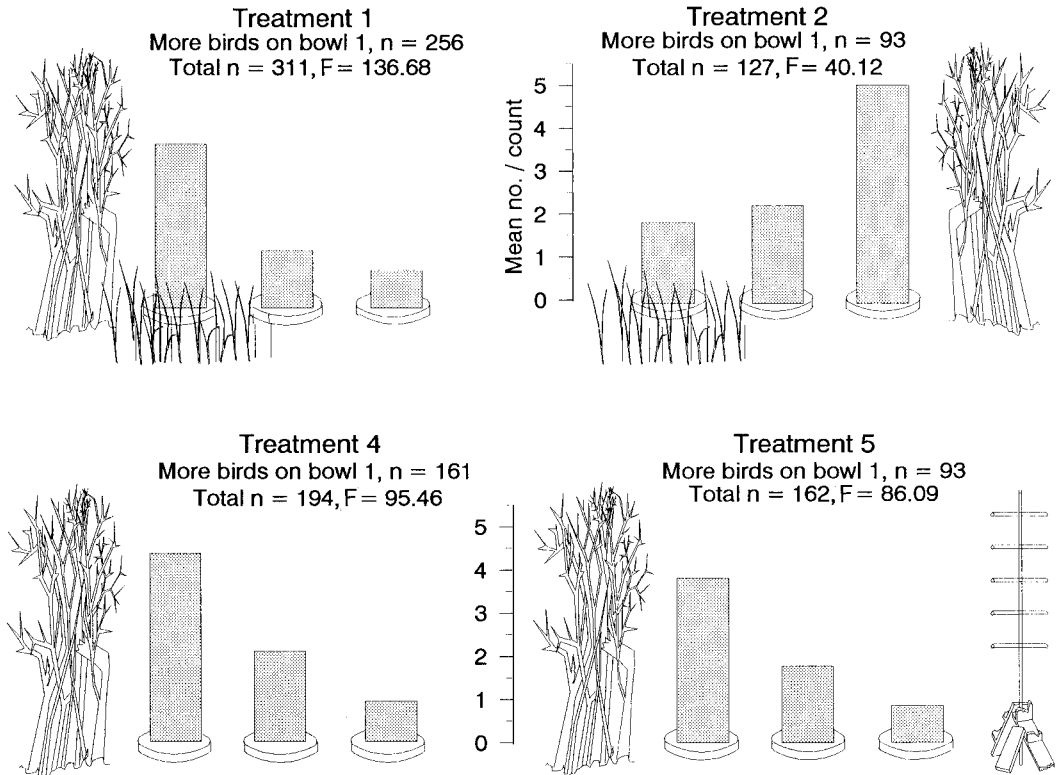 Treatment 1
More birds on bowl 1, n = 256
Total n = 311, F = 136.68
Treatment 2
More birds on bowl 1, n = 93
Total n = 127, F = 40.12
Mean no. / count
5
4
3
2
1
0
Treatment 4
More birds on bowl 1, n = 161
Total n = 194, F = 95.46
5
4
3
2
1
0
Treatment 5
More birds on bowl 1, n = 93
Total n = 162, F = 86.09